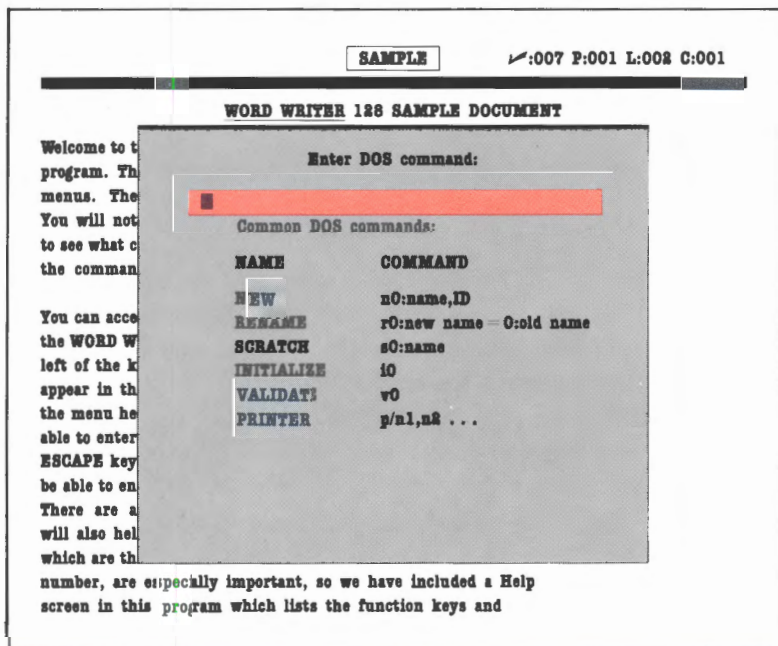 SAMPLE :007 P:001 L:002 C:001
WORD WRITER 128 SAMPLE DOCUMENT
Welcome to t
program. Th
menus. The
You will not
to see what c
the comman
You can acce
the WORD W
left of the k
appear in th
the menu he
able to enter
ESCAPE key
be able to en
There are a
will also hel
which are th
number, are especially important, so we have included a Help
screen in this program which lists the function keys and
Enter DOS command:
Common DOS commands:
NAME COMMAND
NEW n0:name,ID
RENAME r0:new name = 0:old name
SCRATCH s0:name
INITIALIZE i0
VALIDATE v0
PRINTER p/n1,n2 ...